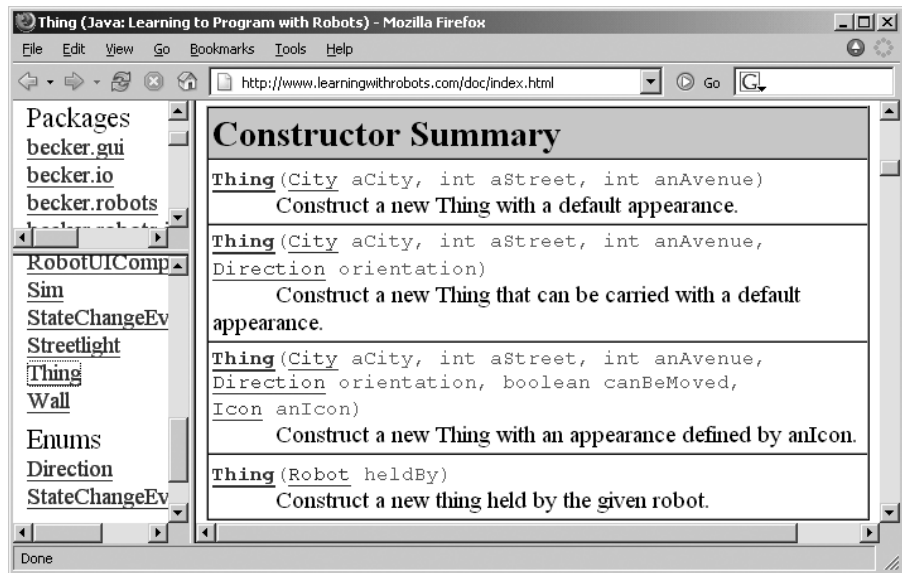 Thing (Java: Learning to Program with Robots) - Mozilla Firefox
File Edit View Go Bookmarks Tools Help
http://www.learningwithrobots.com/doc/index.html Go G
Packages
becker.gui
becker.io
becker.robots
RobotUIComp
Sim
StateChangeEv
Streetlight
Thing
Wall
Enums
Direction
StateChangeEv
Constructor Summary
Thing(City aCity, int aStreet, int anAvenue)
Construct a new Thing with a default appearance.
Thing(City aCity, int aStreet, int anAvenue,
Direction orientation)
Construct a new Thing that can be carried with a default
appearance.
Thing(City aCity, int aStreet, int anAvenue,
Direction orientation, boolean canBeMoved,
Icon anIcon)
Construct a new Thing with an appearance defined by anIcon.
Thing(Robot heldBy)
Construct a new thing held by the given robot.
Done